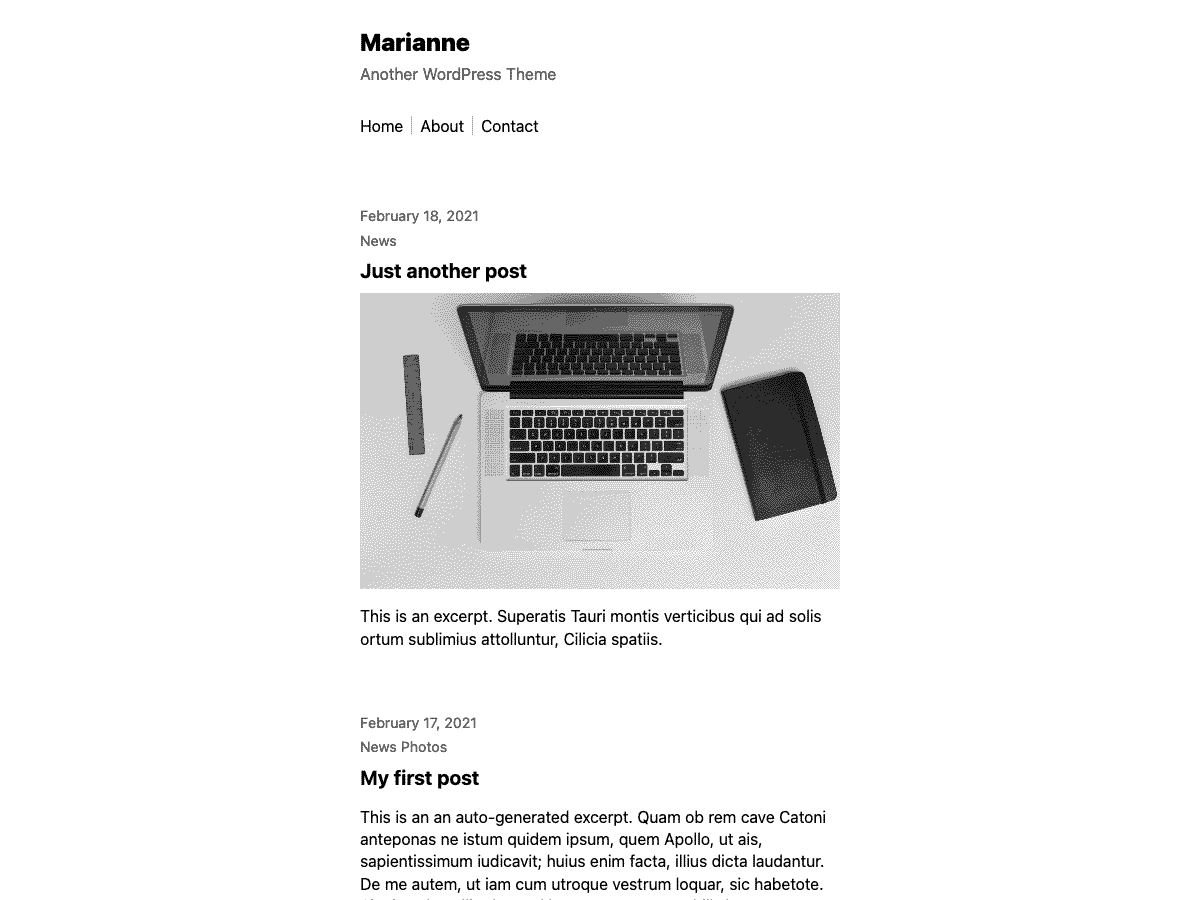 Marianne
Another WordPress Theme
Home
About
Contact
February 18, 2021
News
Just another post
This is an excerpt. Superatis Tauri montis verticibus qui ad solis
ortum sublimius attolluntur, Cilicia spatiis.
February 17, 2021
News Photos
My first post
This is an an auto-generated excerpt. Quam ob rem cave Catoni
anteponas ne istum quidem ipsum, quem Apollo, ut ais,
sapientissimum iudicavit; huius enim facta, illius dicta laudantur.
De me autem, ut iam cum utroque vestrum loquar, sic habetote.